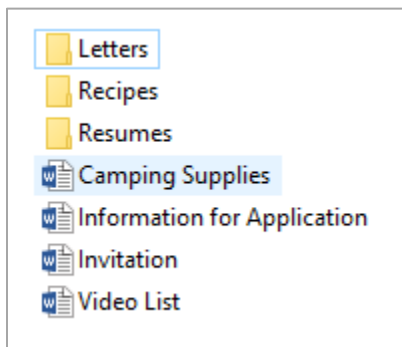 Letters
Recipes
Resumes
Camping Supplies
Information for Application
Invitation
Video List